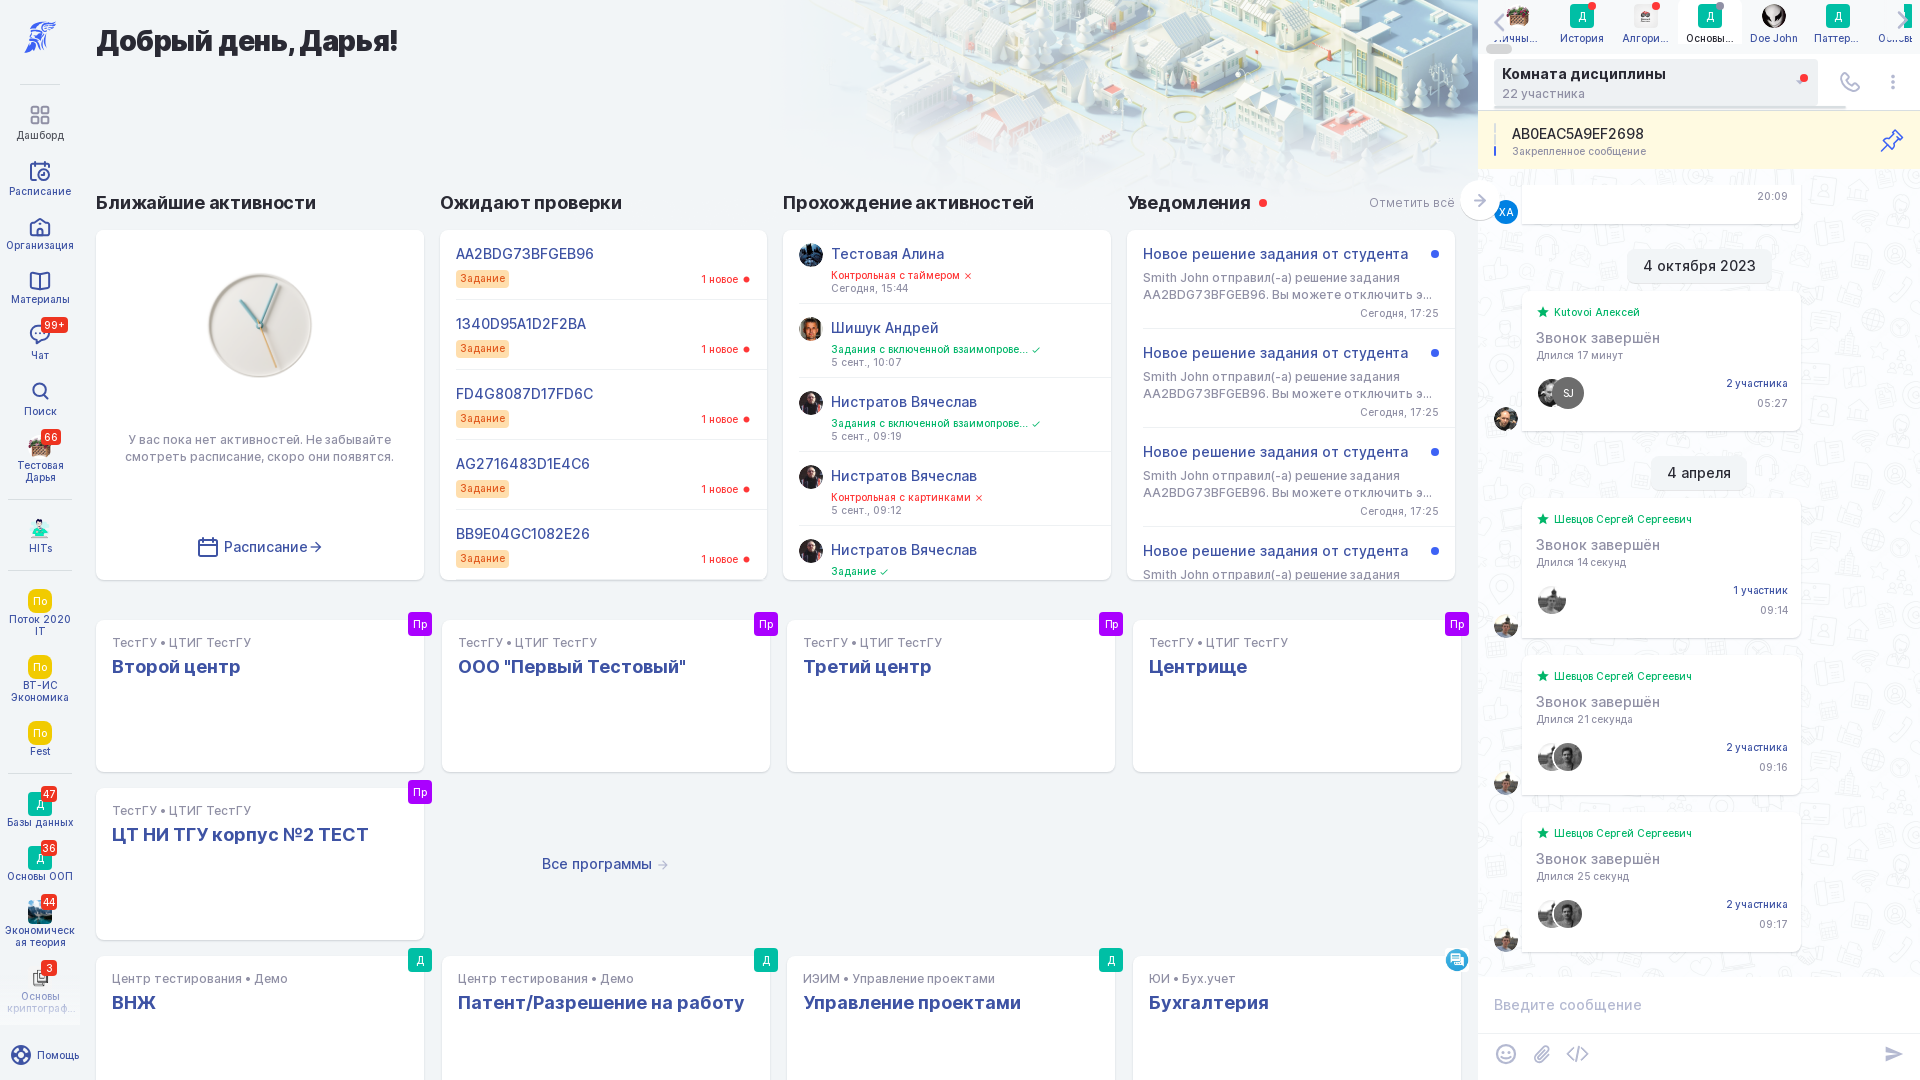 Добрый день, Дарья!
Дашборд
Расписание
Организация
Материалы
99+
Чат
Поиск
66
Тестовая
Дарья
HITs
По
Поток 2020
IT
По
ВТ-ИС
Экономика
По
Fest
47
Д
Базы данных
36
Д
Основы ООП
44
Экономическ
ая теория
3
Основы
криптограф...
Помощь
Ближайшие активности
У вас пока нет активностей. Не забывайте
смотреть расписание, скоро они появятся.
Расписание
Ожидают проверки
AA2BDG73BFGEB96
Задание
1 новое
1340D95A1D2F2BA
Задание
1 новое
FD4G8087D17FD6C
Задание
1 новое
AG2716483D1E4C6
Задание
1 новое
BB9E04GC1082E26
Задание
1 новое
Прохождение активностей
Тестовая Алина
Контрольная с таймером
Сегодня, 15:44
Шишук Андрей
Задания с включенной взаимопрове...
5 сент., 10:07
Нистратов Вячеслав
Задания с включенной взаимопрове...
5 сент., 09:19
Нистратов Вячеслав
Контрольная с картинками
5 сент., 09:12
Нистратов Вячеслав
Задание
Уведомления
Отметить всё
Новое решение задания от студента
Smith John отправил(-а) решение задания
AA2BDG73BFGEB96. Вы можете отключить э...
Сегодня, 17:25
Новое решение задания от студента
Smith John отправил(-а) решение задания
AA2BDG73BFGEB96. Вы можете отключить э...
Сегодня, 17:25
Новое решение задания от студента
Smith John отправил(-а) решение задания
AA2BDG73BFGEB96. Вы можете отключить э...
Сегодня, 17:25
Новое решение задания от студента
Smith John отправил(-а) решение задания
Пр
ТестГУ • ЦТИГ ТестГУ
Второй центр
Пр
ТестГУ • ЦТИГ ТестГУ
ООО "Первый Тестовый"
Пр
ТестГУ • ЦТИГ ТестГУ
Третий центр
Пр
ТестГУ • ЦТИГ ТестГУ
Центрище
Пр
ТестГУ • ЦТИГ ТестГУ
ЦТ НИ ТГУ корпус №2 ТЕСТ
Все программы
Д
Центр тестирования • Демо
ВНЖ
Д
Центр тестирования • Демо
Патент/Разрешение на работу
Д
ИЭИМ • Управление проектами
Управление проектами
ЮИ • Бух.учет
Бухгалтерия
Личны...
Д
История
Алгори...
Д
Основы...
Doe John
Д
Паттер...
Комната дисциплины
22 участника
AB0EAC5A9EF2698
Закрепленное сообщение
20:09
ХА
4 октября 2023
Kutovoi Алексей
Звонок завершён
Длился 17 минут
SJ
2 участника
05:27
4 апреля
Шевцов Сергей Сергеевич
Звонок завершён
Длился 14 секунд
1 участник
09:14
Шевцов Сергей Сергеевич
Звонок завершён
Длился 21 секунда
2 участника
09:16
Шевцов Сергей Сергеевич
Звонок завершён
Длился 25 секунд
2 участника
09:17
Введите сообщение